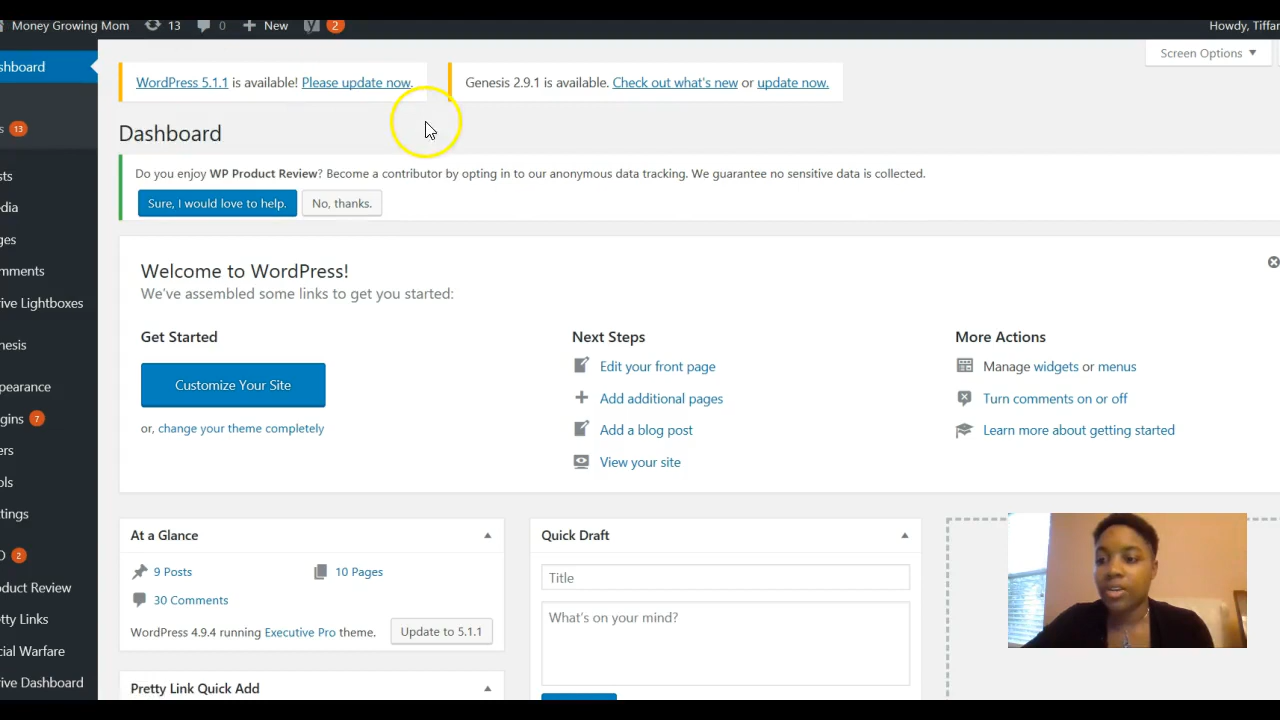 Money Growing Mom 13 0 New 2 Howdy, Tiffar
shboard
Screen Options
WordPress 5.1.1 is available! Please update now.
Genesis 2.9.1 is available. Check out what's new or update now.
s 13
Dashboard
sts
Do you enjoy WP Product Review? Become a contributor by opting in to our anonymous data tracking. We guarantee no sensitive data is collected.
dia
Sure, I would love to help. No, thanks.
ges
mments
Welcome to WordPress!
We've assembled some links to get you started:
ive Lightboxes
nesis
Get Started
Next Steps
More Actions
Edit your front page
Manage widgets or menus
pearance
Customize Your Site
Add additional pages
Turn comments on or off
gins 7
or, change your theme completely
Add a blog post
Learn more about getting started
ers
View your site
ols
tings
At a Glance
Quick Draft
O 2
9 Posts
10 Pages
Title
duct Review
30 Comments
What's on your mind?
tty Links
WordPress 4.9.4 running Executive Pro theme. Update to 5.1.1
cial Warfare
ive Dashboard
Pretty Link Quick Add